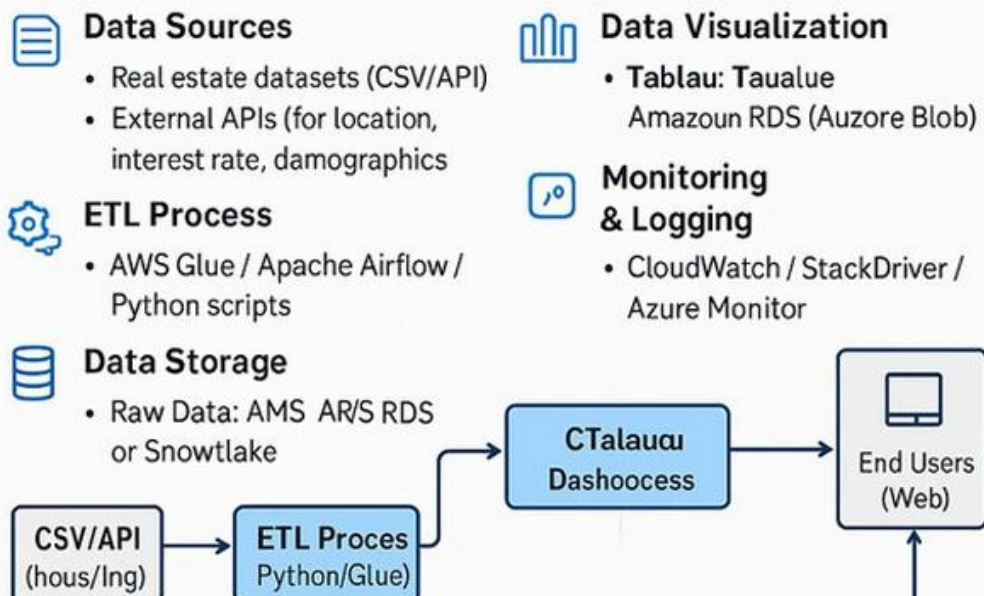 Data Sources
• Real estate datasets (CSV/API)
• External APIs (for location,
interest rate, damographics
ETL Process
• AWS Glue / Apache Airflow /
Python scripts
Data Storage
• Raw Data: AMS AR/S RDS
or Snowtlake
Data Visualization
• Tablau: Taualue
Amazoun RDS (Auzore Blob)
Monitoring
& Logging
• CloudWatch / StackDriver /
Azure Monitor
CSV/API
(hous/Ing)
ETL Proces
Python/Glue)
CTalauau
Dashoocess
End Users
(Web)